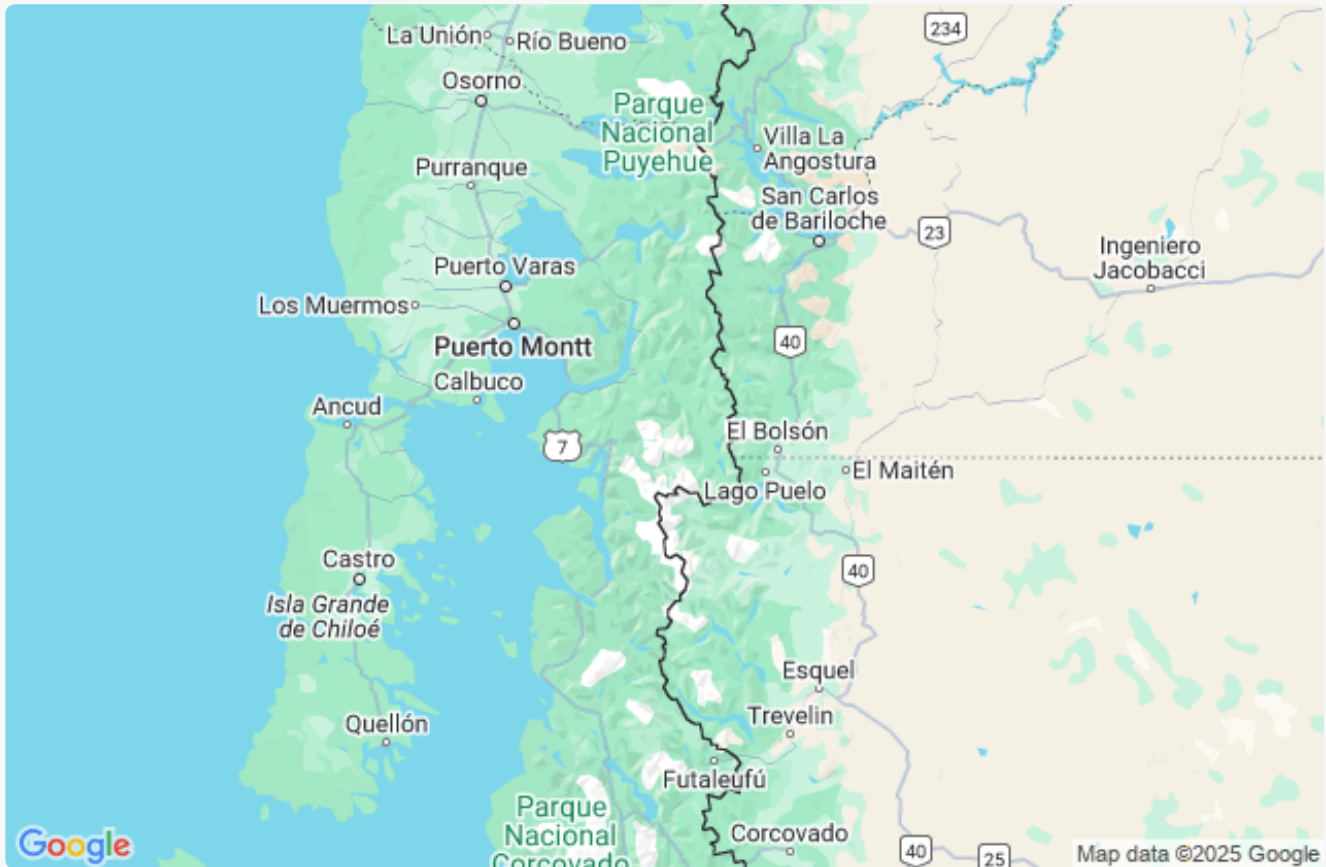 La Unión
Río Bueno
234
Osorno
Parque
Nacional
Puyehue
Villa La
Angostura
Purranque
San Carlos
de Bariloche
23
Ingeniero
Jacobacci
Puerto Varas
Los Muermos
Puerto Montt
40
Calbuco
Ancud
7
El Bolsón
El Maitén
Lago Puelo
Castro
Isla Grande
de Chiloé
40
Esquel
Quellón
Trevelin
Futaleufú
Parque
Nacional
Corcovado
Corcovado
40
25
Google
Map data ©2025 Google